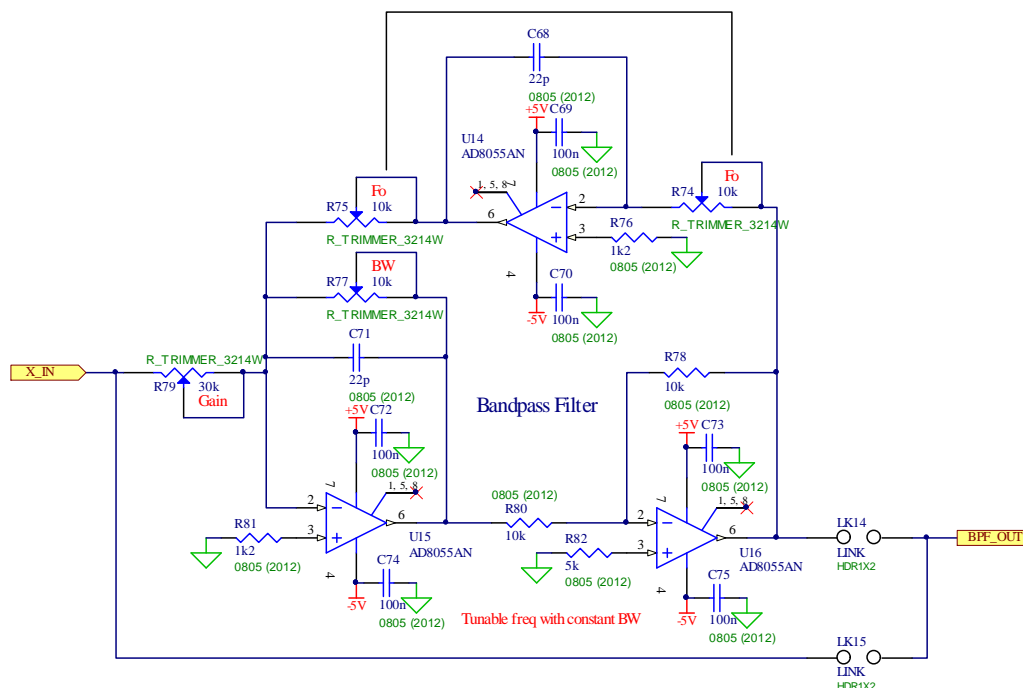 C68
22p
0805 (2012)
+5V
C69
100n
0805 (2012)
U14
AD8055AN
1, 5, 8
7
6
2
3
4
Fo
R75
10k
R_TRIMMER_3214W
Fo
R74
10k
R_TRIMMER_3214W
R76
1k2
0805 (2012)
C70
100n
-5V
0805 (2012)
BW
R77
10k
R_TRIMMER_3214W
C71
22p
0805 (2012)
X_IN
R_TRIMMER_3214W
R79
30k
Gain
Bandpass Filter
R78
10k
0805 (2012)
+5V
C72
100n
0805 (2012)
7
1, 5, 8
2
3
6
4
R81
1k2
0805 (2012)
U15
AD8055AN
C74
100n
-5V
0805 (2012)
0805 (2012)
R80
10k
+5V
C73
100n
0805 (2012)
7
1, 5, 8
2
3
6
4
R82
5k
0805 (2012)
U16
AD8055AN
C75
100n
-5V
0805 (2012)
LK14
LINK
HDR1X2
BPF_OUT
Tunable freq with constant BW
LK15
LINK
HDR1X2